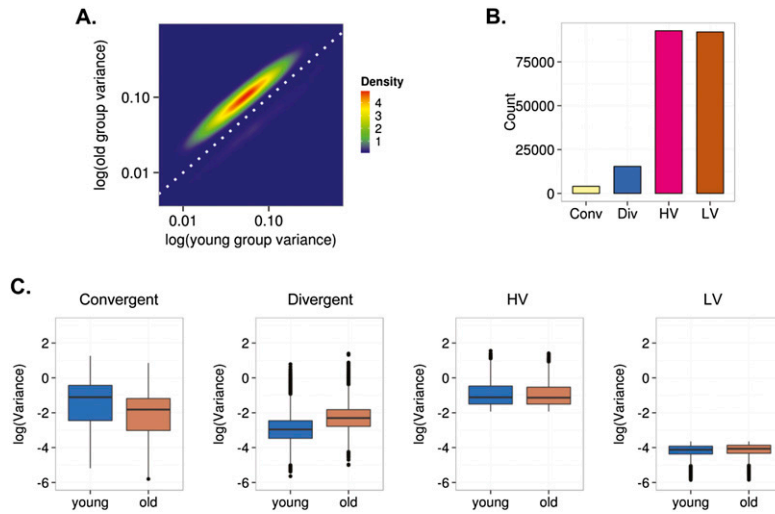 A.
log(old group variance)
0.10
0.01
0.01 0.10
log(young group variance)
Density
4
3
2
1
B.
Count
75000
50000
25000
0
Conv Div HV LV
C.
Convergent
log(Variance)
2
0
-2
-4
-6
young old
Divergent
log(Variance)
2
0
-2
-4
-6
young old
HV
log(Variance)
2
0
-2
-4
-6
young old
LV
log(Variance)
2
0
-2
-4
-6
young old